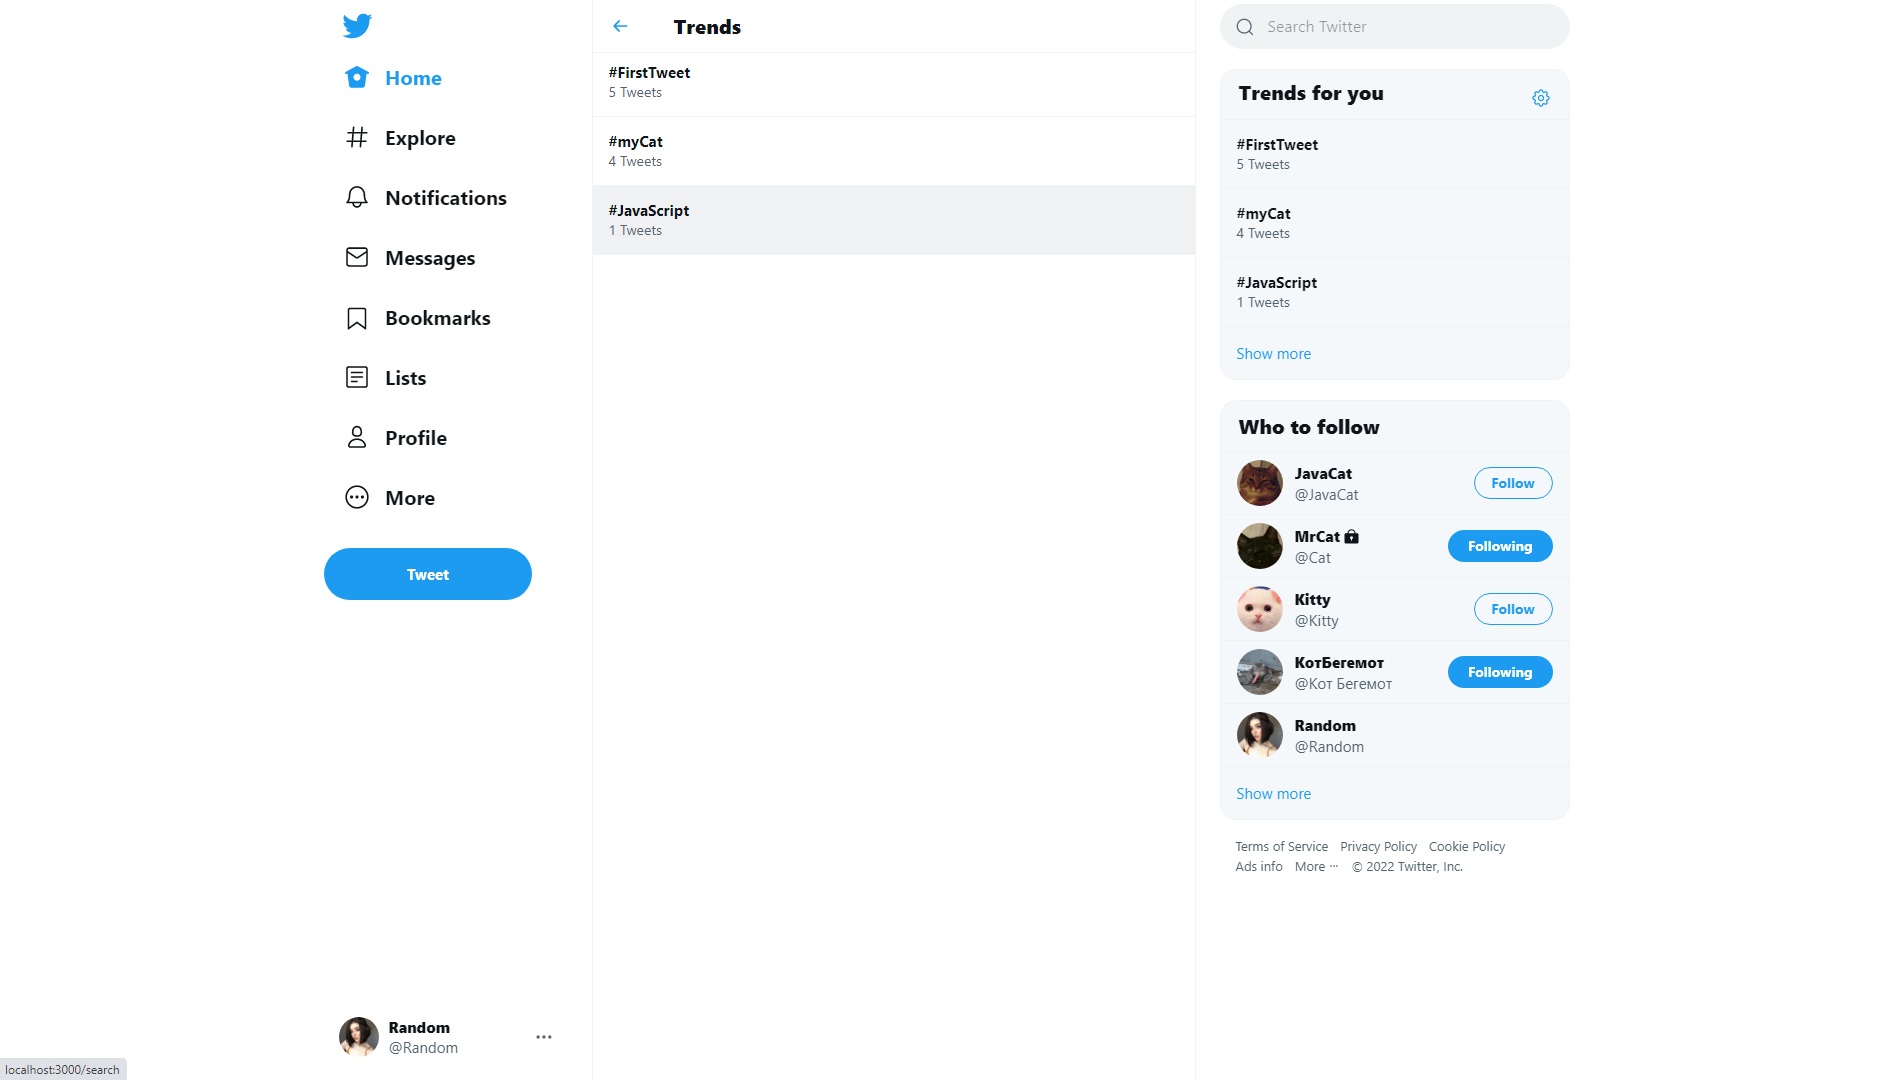 Home
Explore
Notifications
Messages
Bookmarks
Lists
Profile
More
Tweet
Random
@Random
localhost:3000/search
Trends
#FirstTweet
5 Tweets
#myCat
4 Tweets
#JavaScript
1 Tweets
Search Twitter
Trends for you
#FirstTweet
5 Tweets
#myCat
4 Tweets
#JavaScript
1 Tweets
Show more
Who to follow
JavaCat
@JavaCat
Follow
MrCat
@Cat
Following
Kitty
@Kitty
Follow
КотБегемот
@Кот Бегемот
Following
Random
@Random
Show more
Terms of Service Privacy Policy Cookie Policy
Ads info More ··· © 2022 Twitter, Inc.